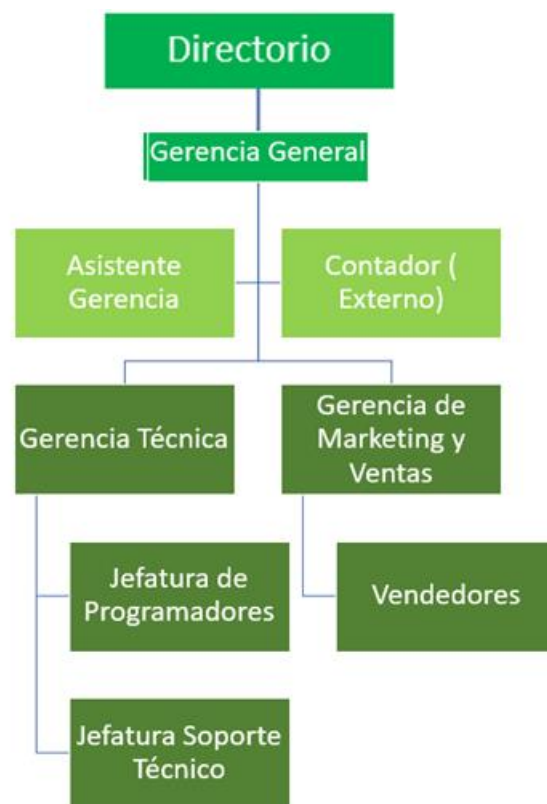 Directorio
Gerencia General
Asistente
Gerencia
Contador (
Externo)
Gerencia Técnica
Gerencia de
Marketing y
Ventas
Jefatura de
Programadores
Vendedores
Jefatura Soporte
Técnico